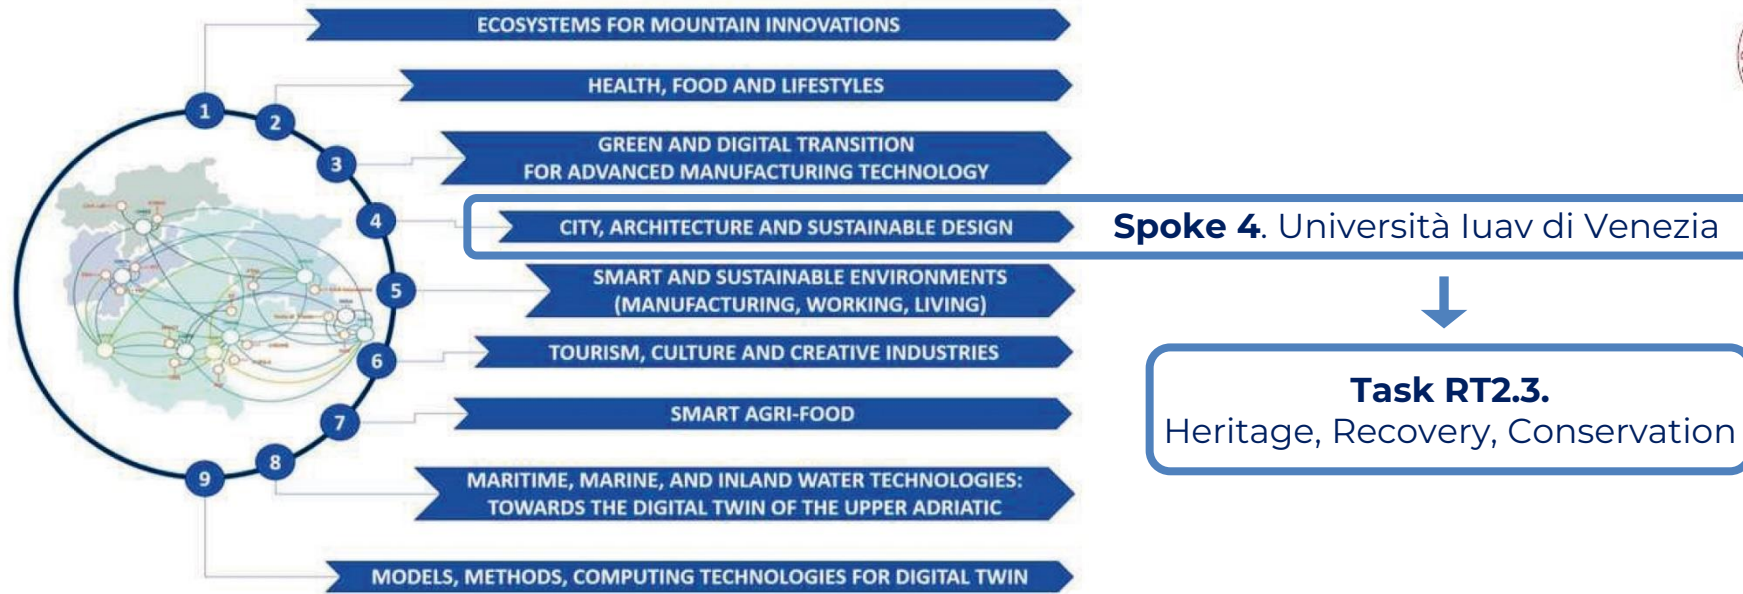 ECOSYSTEMS FOR MOUNTAIN INNOVATIONS
HEALTH, FOOD AND LIFESTYLES
GREEN AND DIGITAL TRANSITION
FOR ADVANCED MANUFACTURING TECHNOLOGY
CITY, ARCHITECTURE AND SUSTAINABLE DESIGN
SMART AND SUSTAINABLE ENVIRONMENTS
(MANUFACTURING, WORKING, LIVING)
TOURISM, CULTURE AND CREATIVE INDUSTRIES
SMART AGRI-FOOD
MARITIME, MARINE, AND INLAND WATER TECHNOLOGIES:
TOWARDS THE DIGITAL TWIN OF THE UPPER ADRIATIC
MODELS, METHODS, COMPUTING TECHNOLOGIES FOR DIGITAL TWIN
1
2
3
4
5
6
7
8
9
Spoke 4. Università Iuav di Venezia
Task RT2.3.
Heritage, Recovery, Conservation